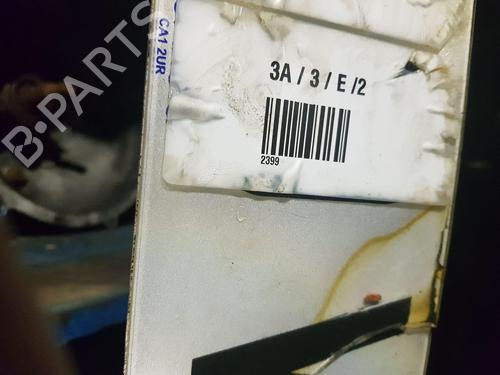 B-PARTS
CA1 2UR
3A / 3 / E /2
2399